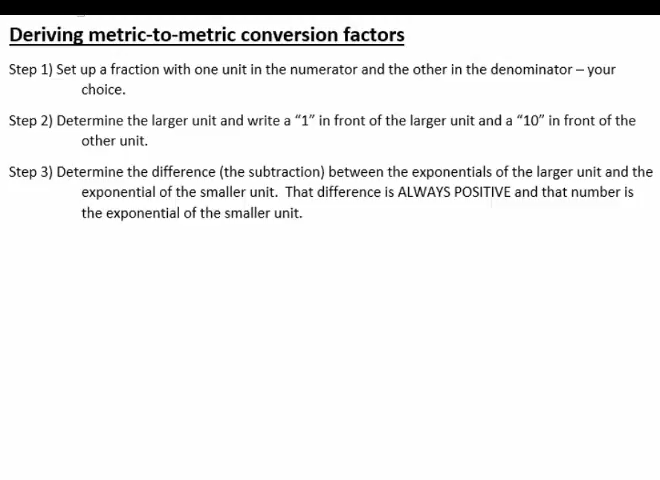 Deriving metric-to-metric conversion factors
Step 1) Set up a fraction with one unit in the numerator and the other in the denominator – your
choice.
Step 2) Determine the larger unit and write a “1” in front of the larger unit and a “10” in front of the
other unit.
Step 3) Determine the difference (the subtraction) between the exponentials of the larger unit and the
exponential of the smaller unit.  That difference is ALWAYS POSITIVE and that number is
the exponential of the smaller unit.